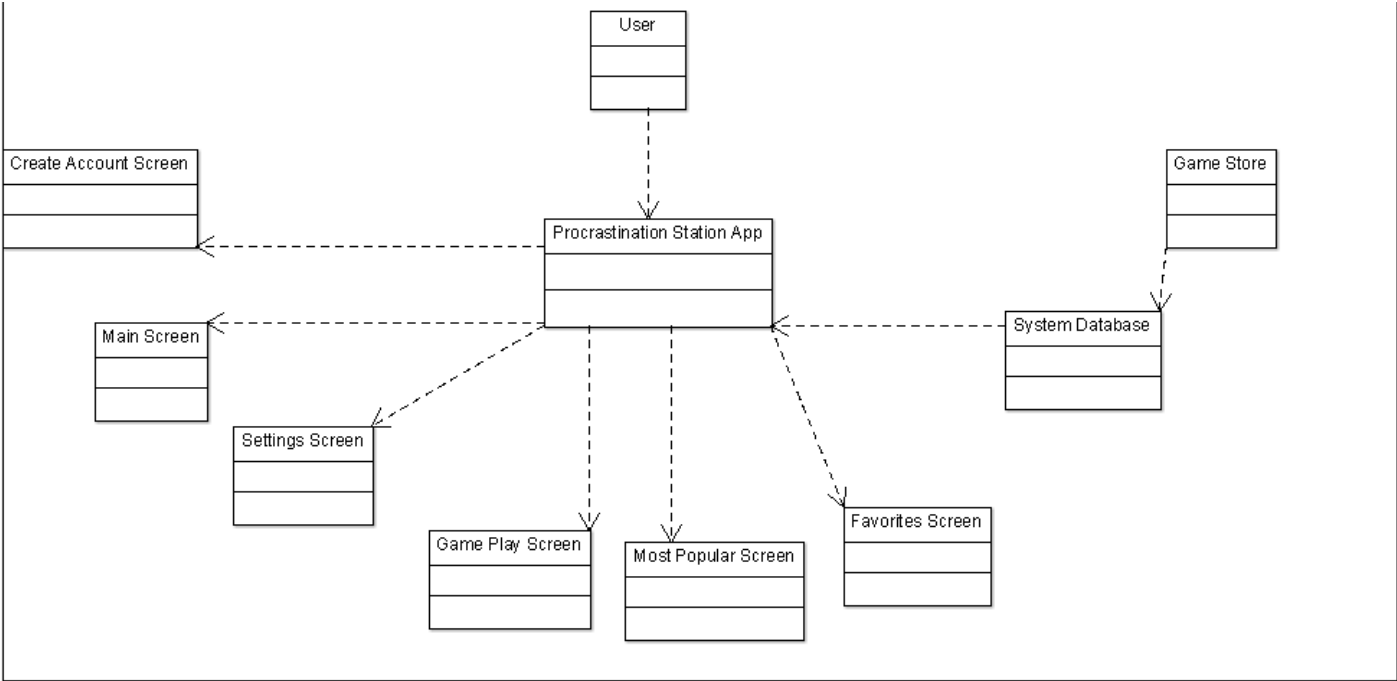 User
Create Account Screen
Game Store
Procrastination Station App
System Database
Main Screen
Settings Screen
Favorites Screen
Game Play Screen
Most Popular Screen